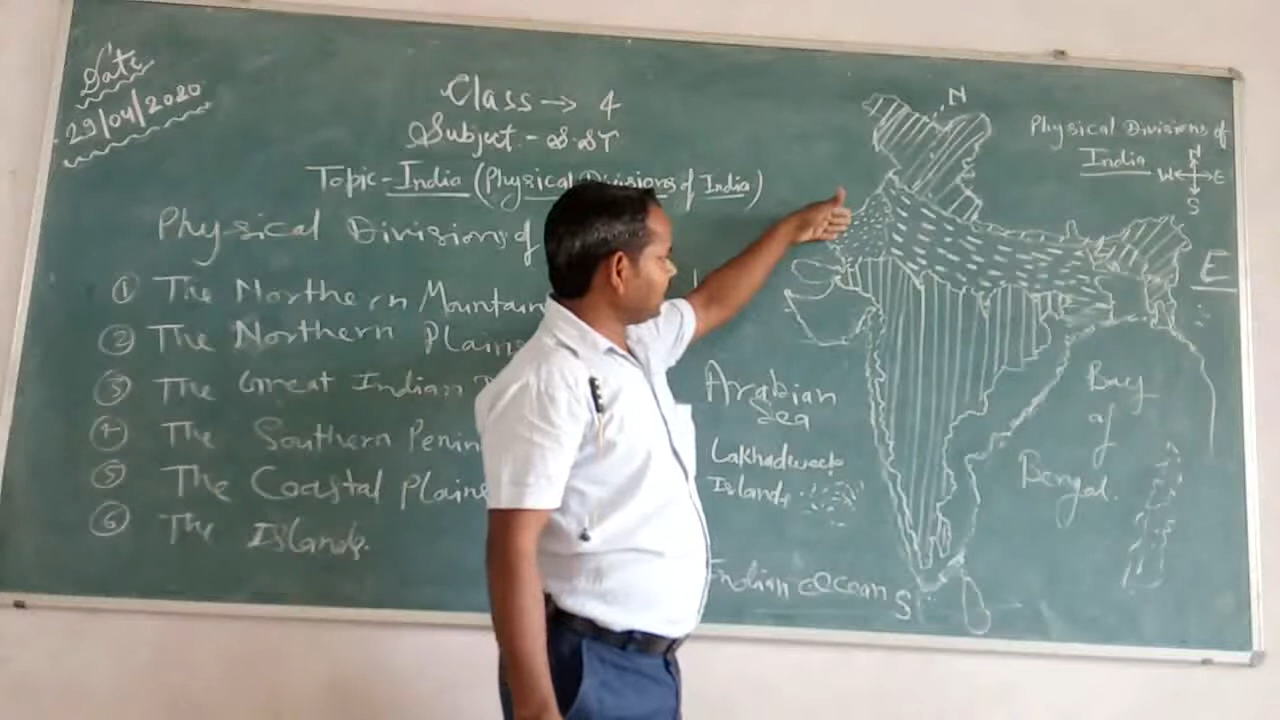 Date
29/04/2020
Class → 4
Subject - S.ST
Topic - India (Physical Divisions of India)
Physical Divisions of
① The Northern Mountain
② The Northern Plains
③ The Great Indian
④ The Southern Penin
⑤ The Coastal Plains
⑥ The Islands.
N
Physical Divisions of
India
N
W E
S
E
Arabian
Sea
Lakhadweep
Islands
Bay
of
Bengal.
Indian Ocean
S